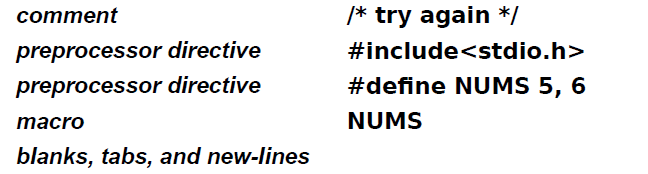 comment /* try again */
preprocessor directive #include<stdio.h>
preprocessor directive #define NUMS 5, 6
macro NUMS
blanks, tabs, and new-lines